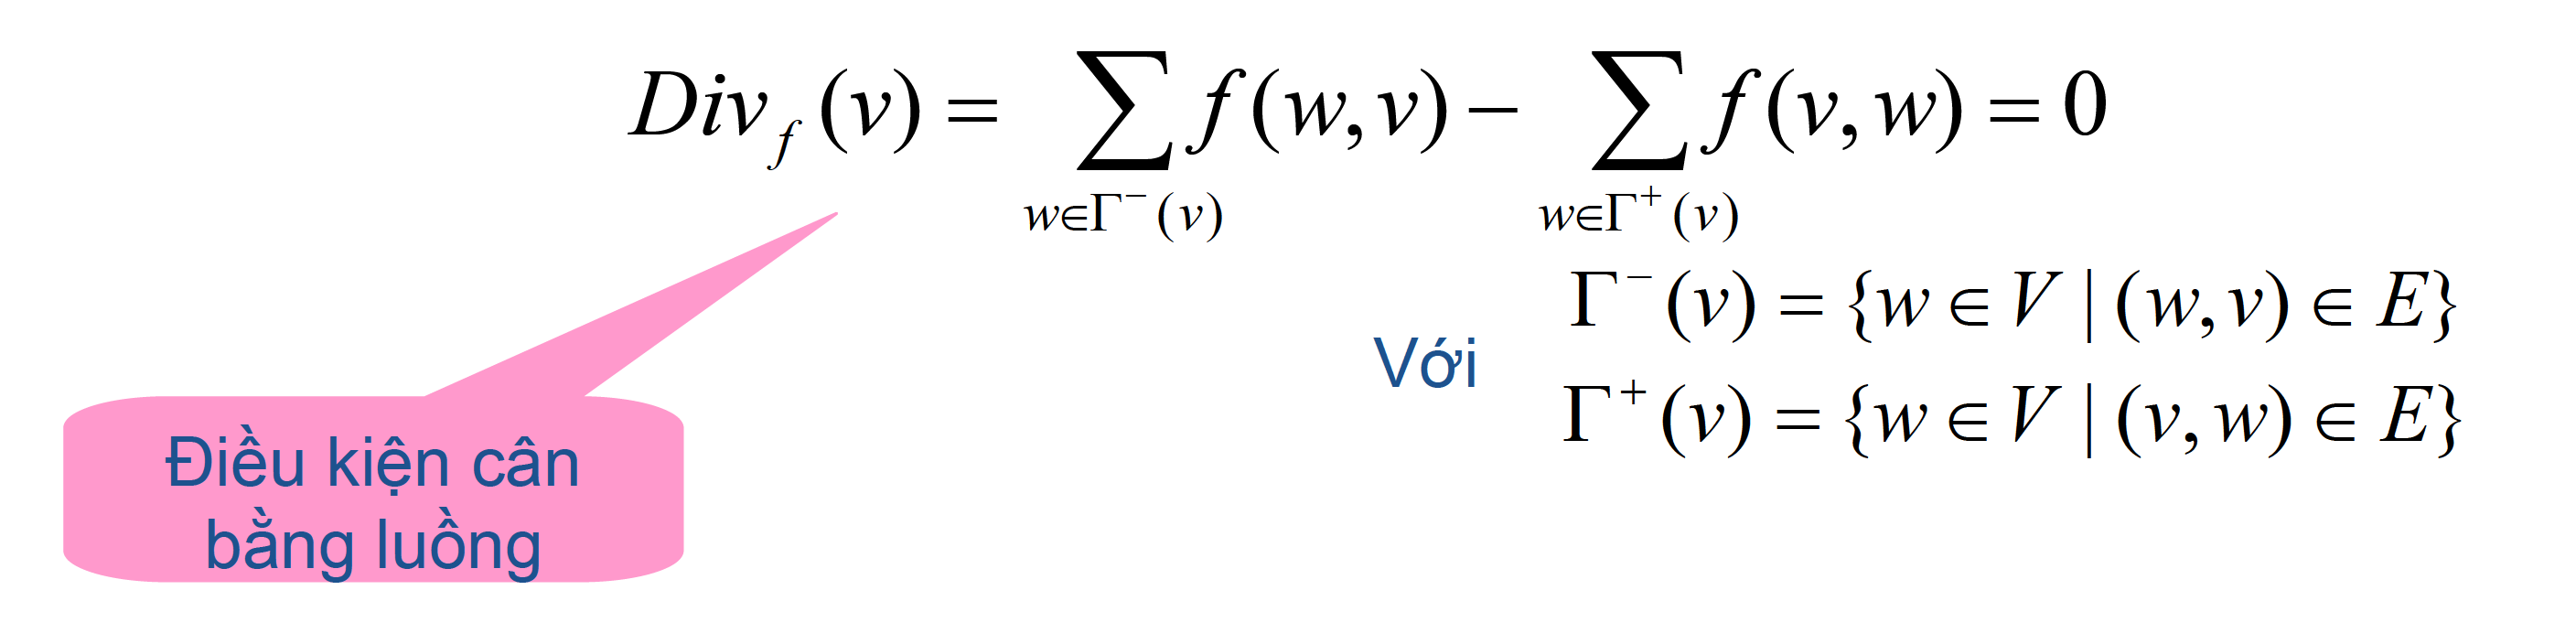 Div_f (v) = ∑_{w∈Γ⁻(v)} f(w,v) − ∑_{w∈Γ⁺(v)} f(v,w) = 0
Γ⁻(v) = {w ∈ V | (w,v) ∈ E}
Với
Γ⁺(v) = {w ∈ V | (v,w) ∈ E}
Điều kiện cân
bằng luồng